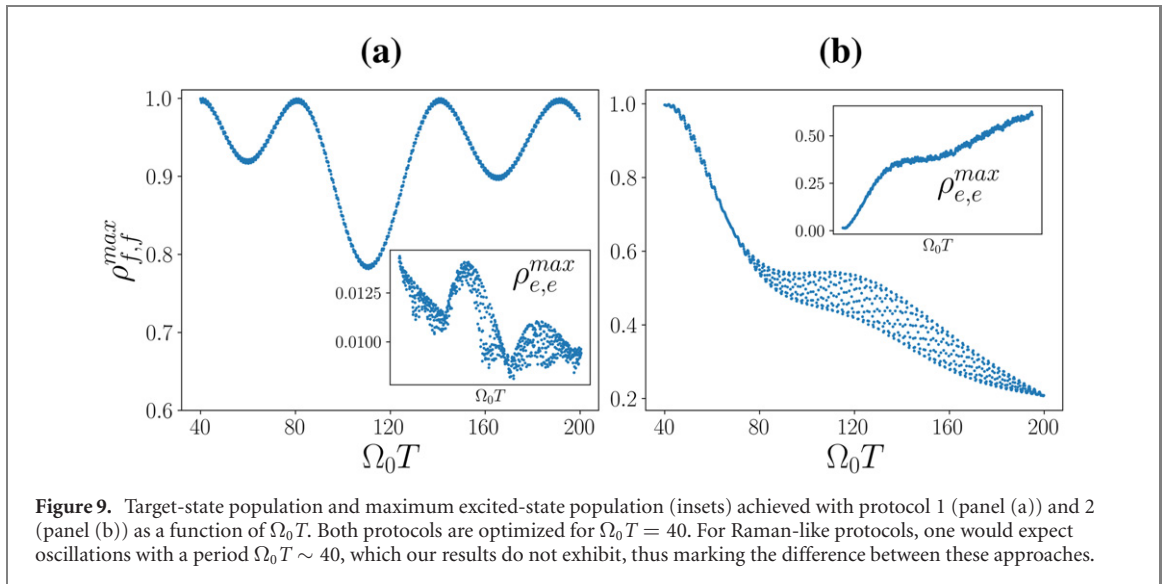 (a)
(b)
1.0
0.9
0.8
0.7
0.6
ρ_{f,f}^{max}
40
80
120
160
200
Ω₀T
0.0125
0.0100
ρ_{e,e}^{max}
Ω₀T
1.0
0.8
0.6
0.4
0.2
40
80
120
160
200
Ω₀T
0.50
0.25
0.00
ρ_{e,e}^{max}
Ω₀T
Figure 9. Target-state population and maximum excited-state population (insets) achieved with protocol 1 (panel (a)) and 2
(panel (b)) as a function of Ω₀T. Both protocols are optimized for Ω₀T = 40. For Raman-like protocols, one would expect
oscillations with a period Ω₀T ∼ 40, which our results do not exhibit, thus marking the difference between these approaches.